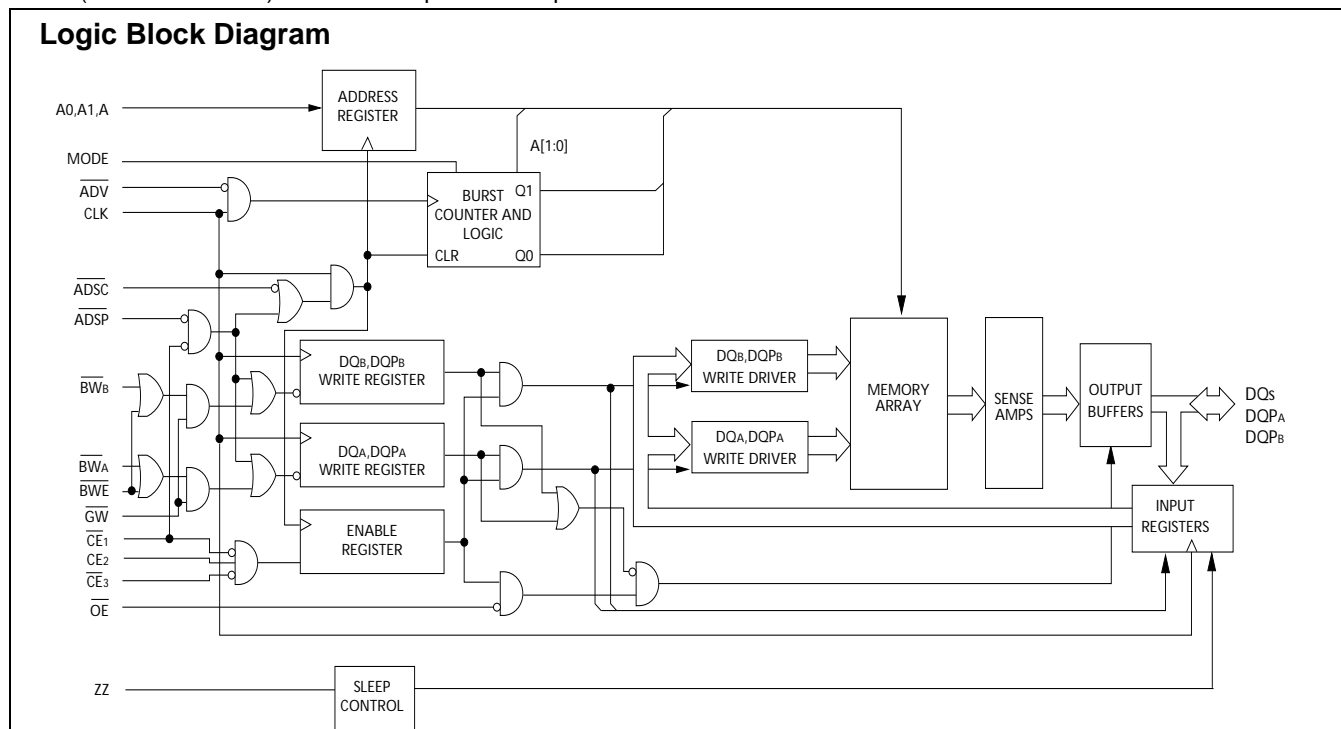 Logic Block Diagram
A0,A1,A
ADDRESS
REGISTER
A[1:0]
MODE
ADV
CLK
BURST
COUNTER AND
LOGIC
Q1
CLR
Q0
ADSC
ADSP
DQB,DQPB
WRITE REGISTER
DQB,DQPB
WRITE DRIVER
MEMORY
ARRAY
SENSE
AMPS
OUTPUT
BUFFERS
DQs
DQPA
DQPB
BWB
DQA,DQPA
WRITE REGISTER
DQA,DQPA
WRITE DRIVER
BWA
BWE
GW
CE1
CE2
CE3
ENABLE
REGISTER
INPUT
REGISTERS
OE
ZZ
SLEEP
CONTROL